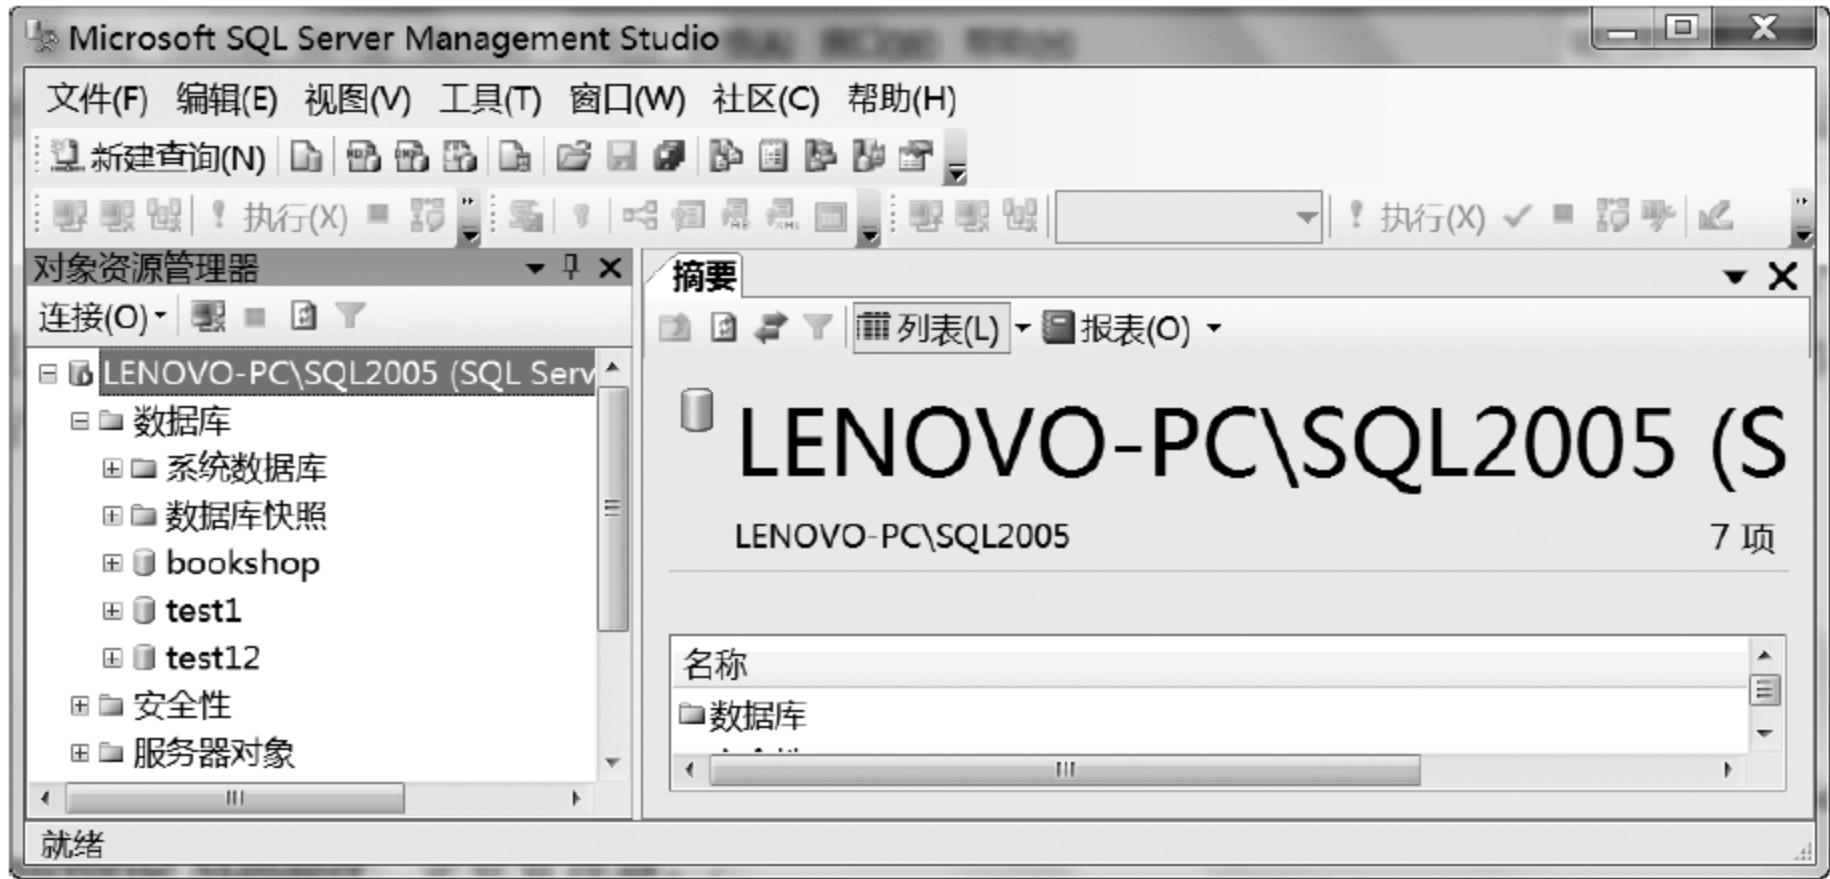 Microsoft SQL Server Management Studio
文件(F) 编辑(E) 视图(V) 工具(T) 窗口(W) 社区(C) 帮助(H)
新建查询(N)
执行(X) 执行(X)
对象资源管理器
连接(O)
LENOVO-PC\SQL2005 (SQL Serv
数据库
系统数据库
数据库快照
bookshop
test1
test12
安全性
服务器对象
摘要
列表(L) 报表(O)
LENOVO-PC\SQL2005 (S
LENOVO-PC\SQL2005 7 项
名称
数据库
就绪